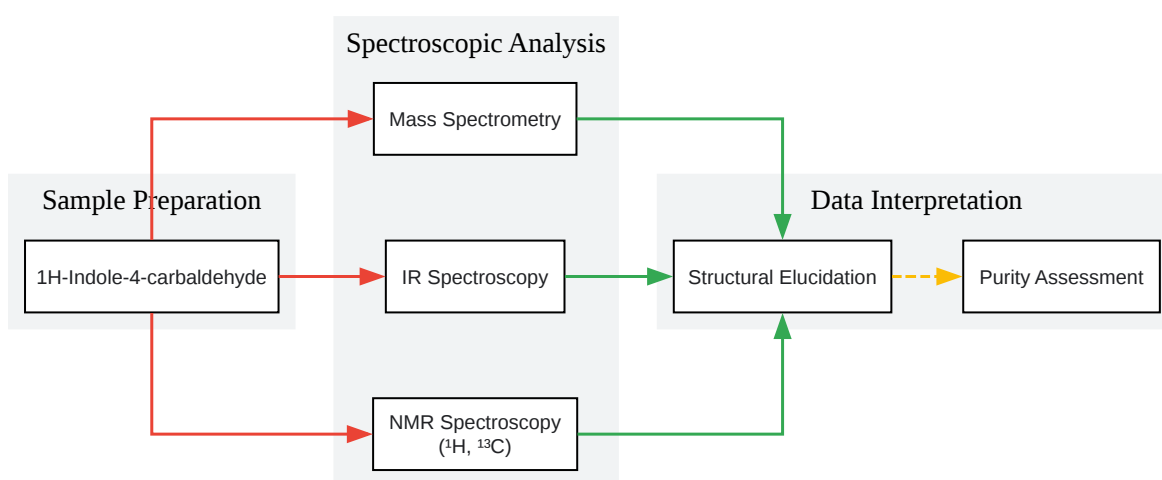 Spectroscopic Analysis
Mass Spectrometry
Sample Preparation
Data Interpretation
1H-Indole-4-carbaldehyde
IR Spectroscopy
Structural Elucidation
Purity Assessment
NMR Spectroscopy
(¹H, ¹³C)